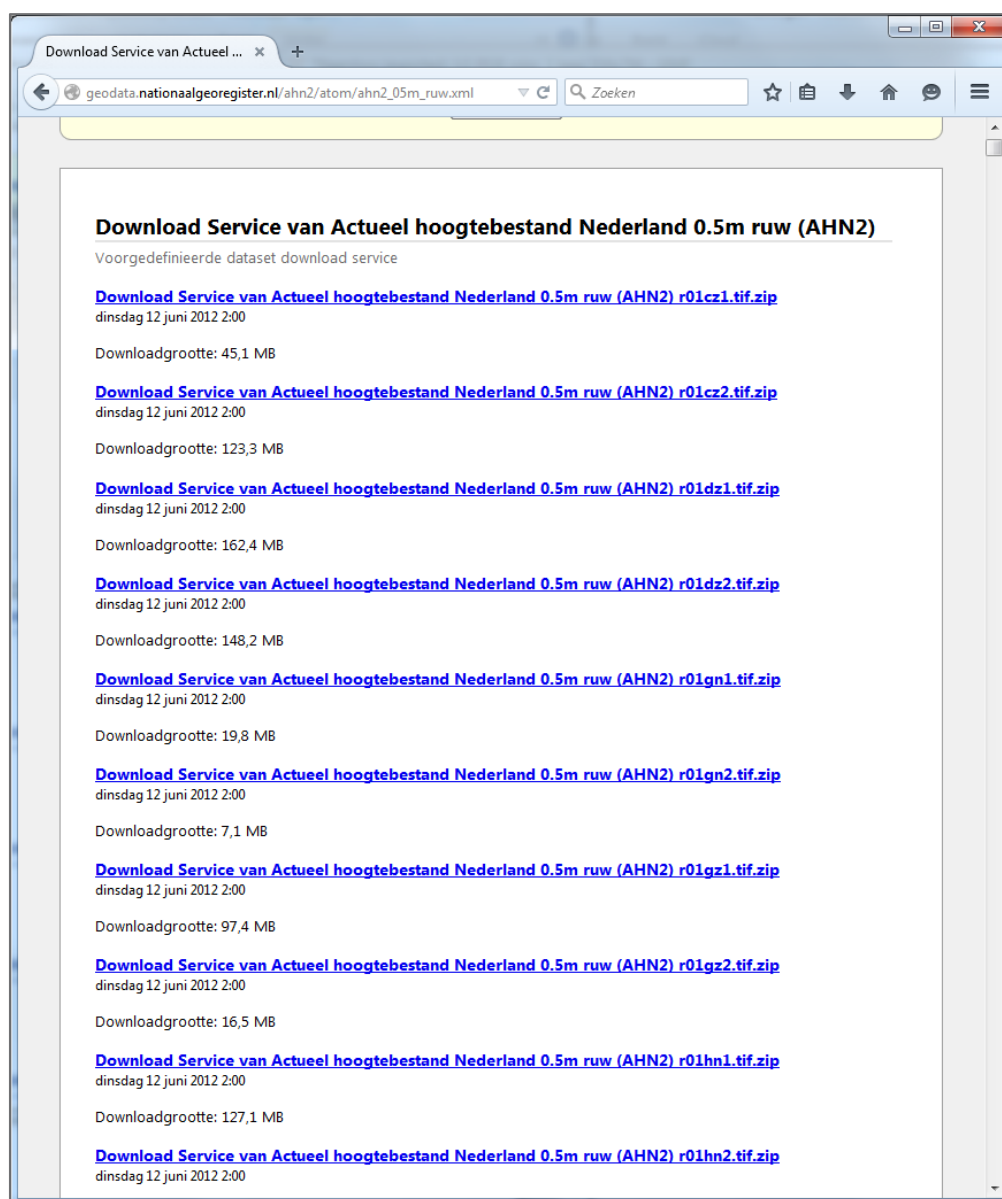 Download Service van Actueel ...
geodata.nationaalgeoregister.nl/ahn2/atom/ahn2_05m_ruw.xml
Zoeken
Download Service van Actueel hoogtebestand Nederland 0.5m ruw (AHN2)
Voorgedefinieerde dataset download service
Download Service van Actueel hoogtebestand Nederland 0.5m ruw (AHN2) r01cz1.tif.zip
dinsdag 12 juni 2012 2:00
Downloadgrootte: 45,1 MB
Download Service van Actueel hoogtebestand Nederland 0.5m ruw (AHN2) r01cz2.tif.zip
dinsdag 12 juni 2012 2:00
Downloadgrootte: 123,3 MB
Download Service van Actueel hoogtebestand Nederland 0.5m ruw (AHN2) r01dz1.tif.zip
dinsdag 12 juni 2012 2:00
Downloadgrootte: 162,4 MB
Download Service van Actueel hoogtebestand Nederland 0.5m ruw (AHN2) r01dz2.tif.zip
dinsdag 12 juni 2012 2:00
Downloadgrootte: 148,2 MB
Download Service van Actueel hoogtebestand Nederland 0.5m ruw (AHN2) r01gn1.tif.zip
dinsdag 12 juni 2012 2:00
Downloadgrootte: 19,8 MB
Download Service van Actueel hoogtebestand Nederland 0.5m ruw (AHN2) r01gn2.tif.zip
dinsdag 12 juni 2012 2:00
Downloadgrootte: 7,1 MB
Download Service van Actueel hoogtebestand Nederland 0.5m ruw (AHN2) r01gz1.tif.zip
dinsdag 12 juni 2012 2:00
Downloadgrootte: 97,4 MB
Download Service van Actueel hoogtebestand Nederland 0.5m ruw (AHN2) r01gz2.tif.zip
dinsdag 12 juni 2012 2:00
Downloadgrootte: 16,5 MB
Download Service van Actueel hoogtebestand Nederland 0.5m ruw (AHN2) r01hn1.tif.zip
dinsdag 12 juni 2012 2:00
Downloadgrootte: 127,1 MB
Download Service van Actueel hoogtebestand Nederland 0.5m ruw (AHN2) r01hn2.tif.zip
dinsdag 12 juni 2012 2:00